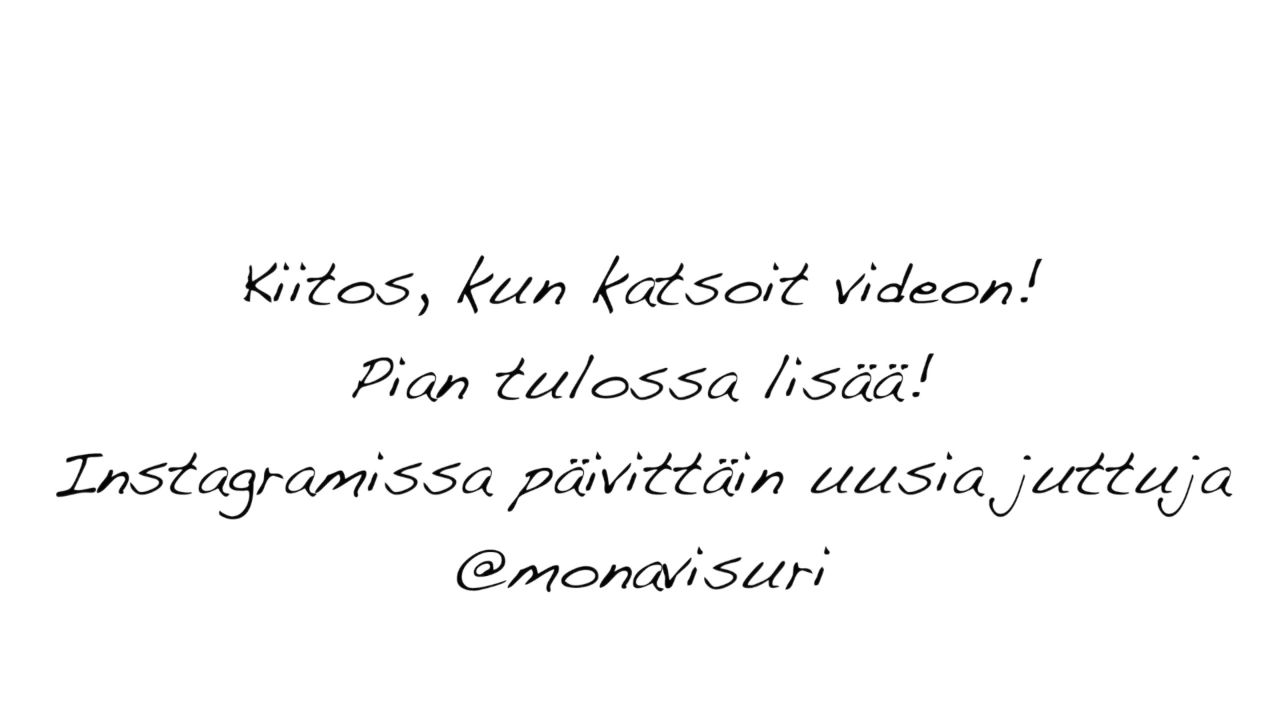 Kiitos, kun katsoit videon!
Pian tulossa lisää!
Instagramissa päivittäin uusia juttuja
@monavisuri